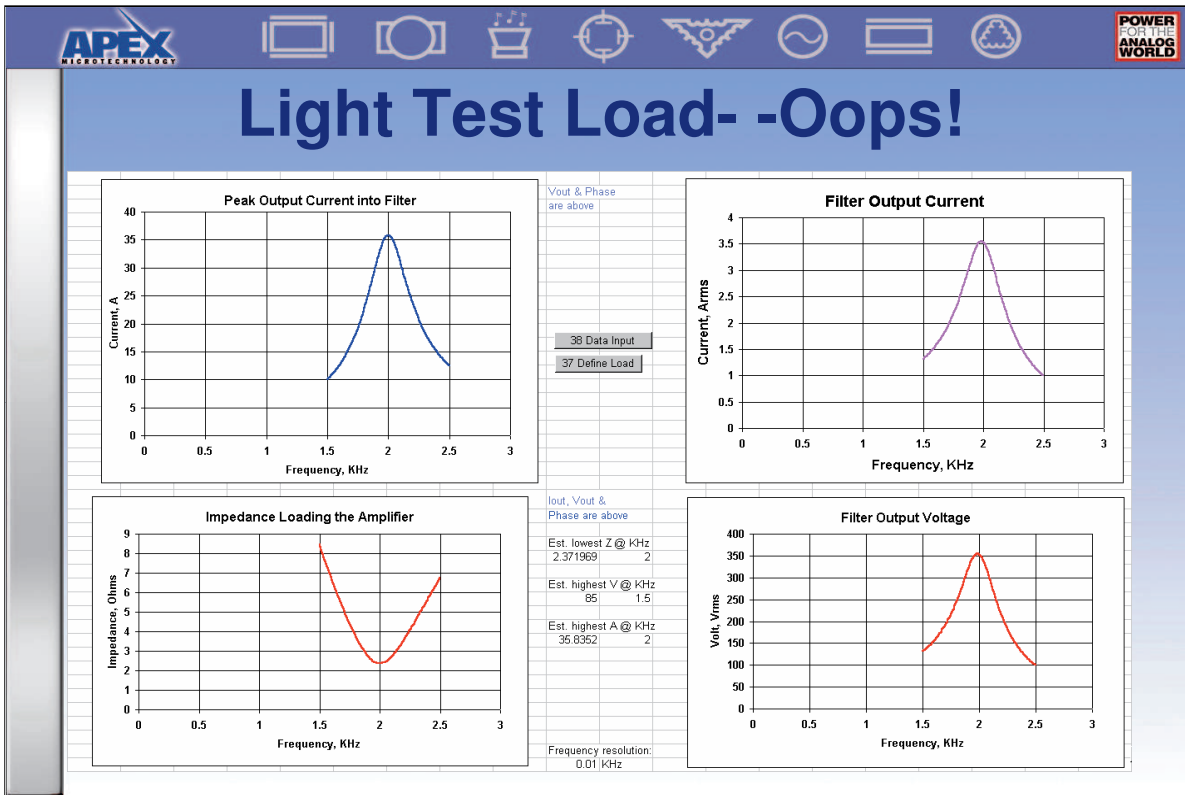 APEX
MICROTECHNOLOGY
POWER
FOR THE
ANALOG
WORLD
Light Test Load- -Oops!
Peak Output Current into Filter
40
35
30
25
20
15
10
5
0
Current, A
0 0.5 1 1.5 2 2.5 3
Frequency, KHz
Vout & Phase
are above
38 Data Input
37 Define Load
Filter Output Current
4
3.5
3
2.5
2
1.5
1
0.5
0
Current, Arms
0 0.5 1 1.5 2 2.5 3
Frequency, KHz
Impedance Loading the Amplifier
9
8
7
6
5
4
3
2
1
0
Impedance, Ohms
0 0.5 1 1.5 2 2.5 3
Frequency, KHz
Iout, Vout &
Phase are above
Est. lowest Z @ KHz
2.371969 2
Est. highest V @ KHz
85 1.5
Est. highest A @ KHz
35.8352 2
Frequency resolution:
0.01 KHz
Filter Output Voltage
400
350
300
250
200
150
100
50
0
Volt, Vrms
0 0.5 1 1.5 2 2.5 3
Frequency, KHz